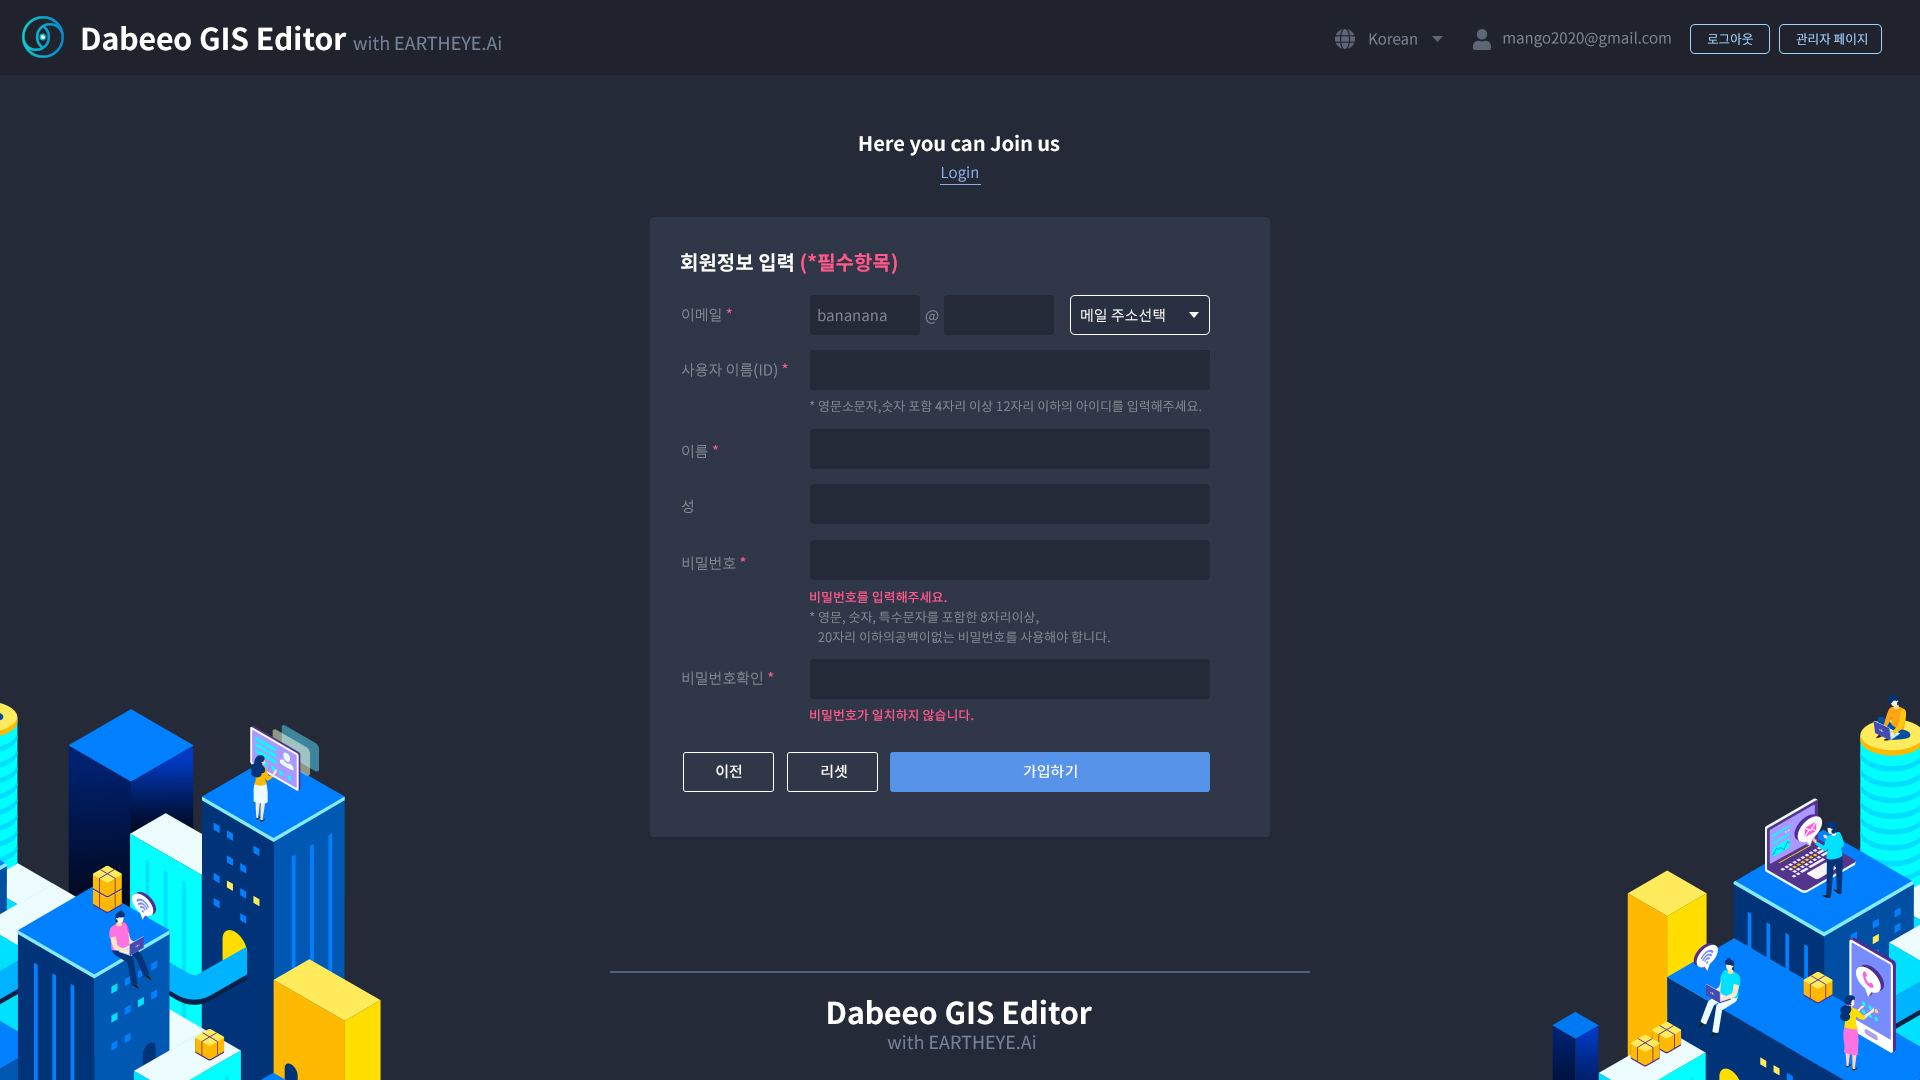 Dabeeo GIS Editor with EARTHEYE.Ai
Korean
mango2020@gmail.com
로그아웃
관리자 페이지
Here you can Join us
Login
회원정보 입력 (*필수항목)
이메일 *
bananana
@
메일 주소선택
사용자 이름(ID) *
* 영문소문자,숫자 포함 4자리 이상 12자리 이하의 아이디를 입력해주세요.
이름 *
성
비밀번호 *
비밀번호를 입력해주세요.
* 영문, 숫자, 특수문자를 포함한 8자리이상,
20자리 이하의공백이없는 비밀번호를 사용해야 합니다.
비밀번호확인 *
비밀번호가 일치하지 않습니다.
이전
리셋
가입하기
Dabeeo GIS Editor
with EARTHEYE.Ai